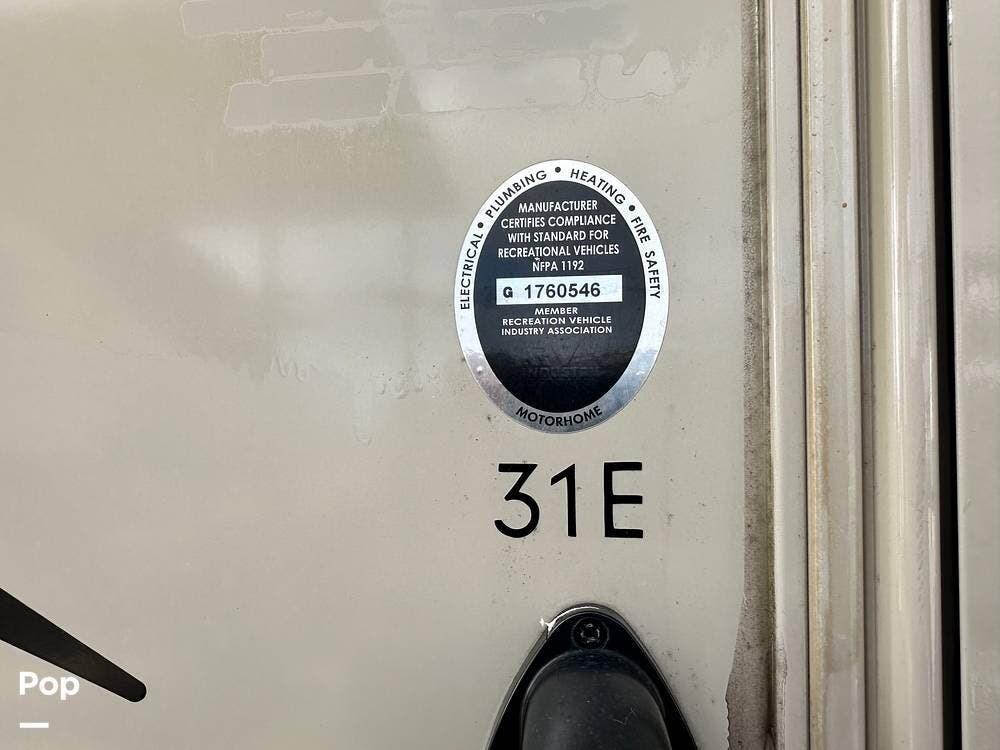 ELECTRICAL • PLUMBING • HEATING • FIRE SAFETY
MANUFACTURER
CERTIFIES COMPLIANCE
WITH STANDARD FOR
RECREATIONAL VEHICLES
NFPA 1192
G 1760546
MEMBER
RECREATION VEHICLE
INDUSTRY ASSOCIATION
MOTORHOME
31E
Pop